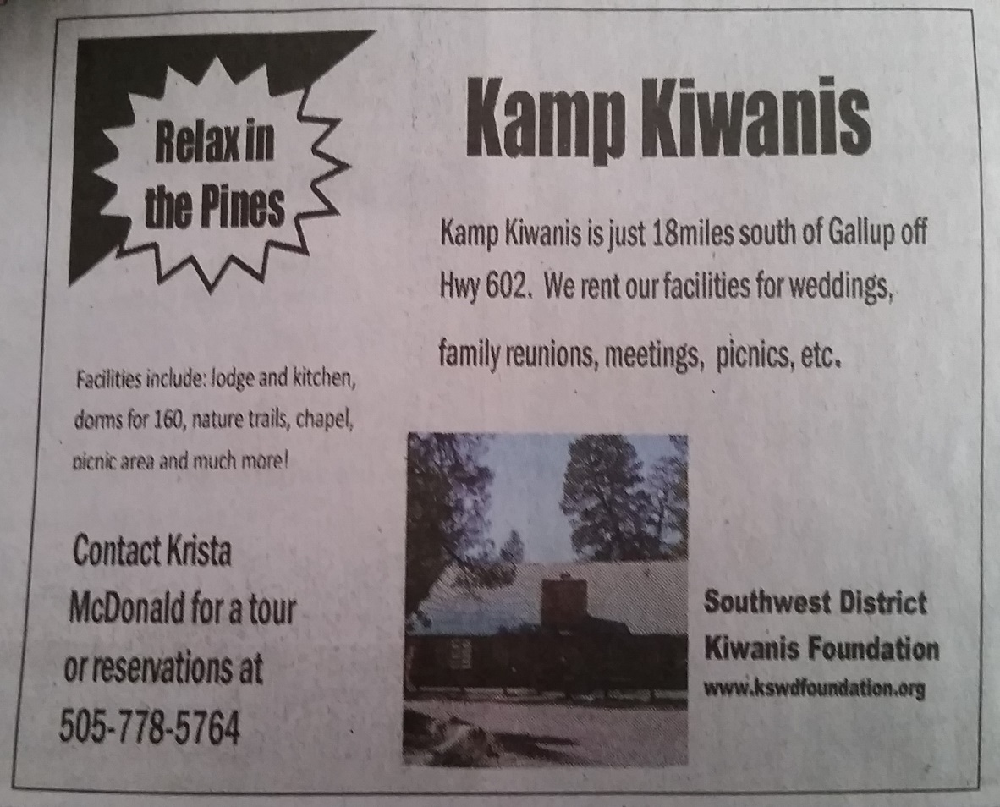 Relax in
the Pines
Kamp Kiwanis
Kamp Kiwanis is just 18miles south of Gallup off
Hwy 602. We rent our facilities for weddings,
family reunions, meetings, picnics, etc.
Facilities include: lodge and kitchen,
dorms for 160, nature trails, chapel,
picnic area and much more!
Contact Krista
McDonald for a tour
or reservations at
505-778-5764
Southwest District
Kiwanis Foundation
www.kswdfoundation.org